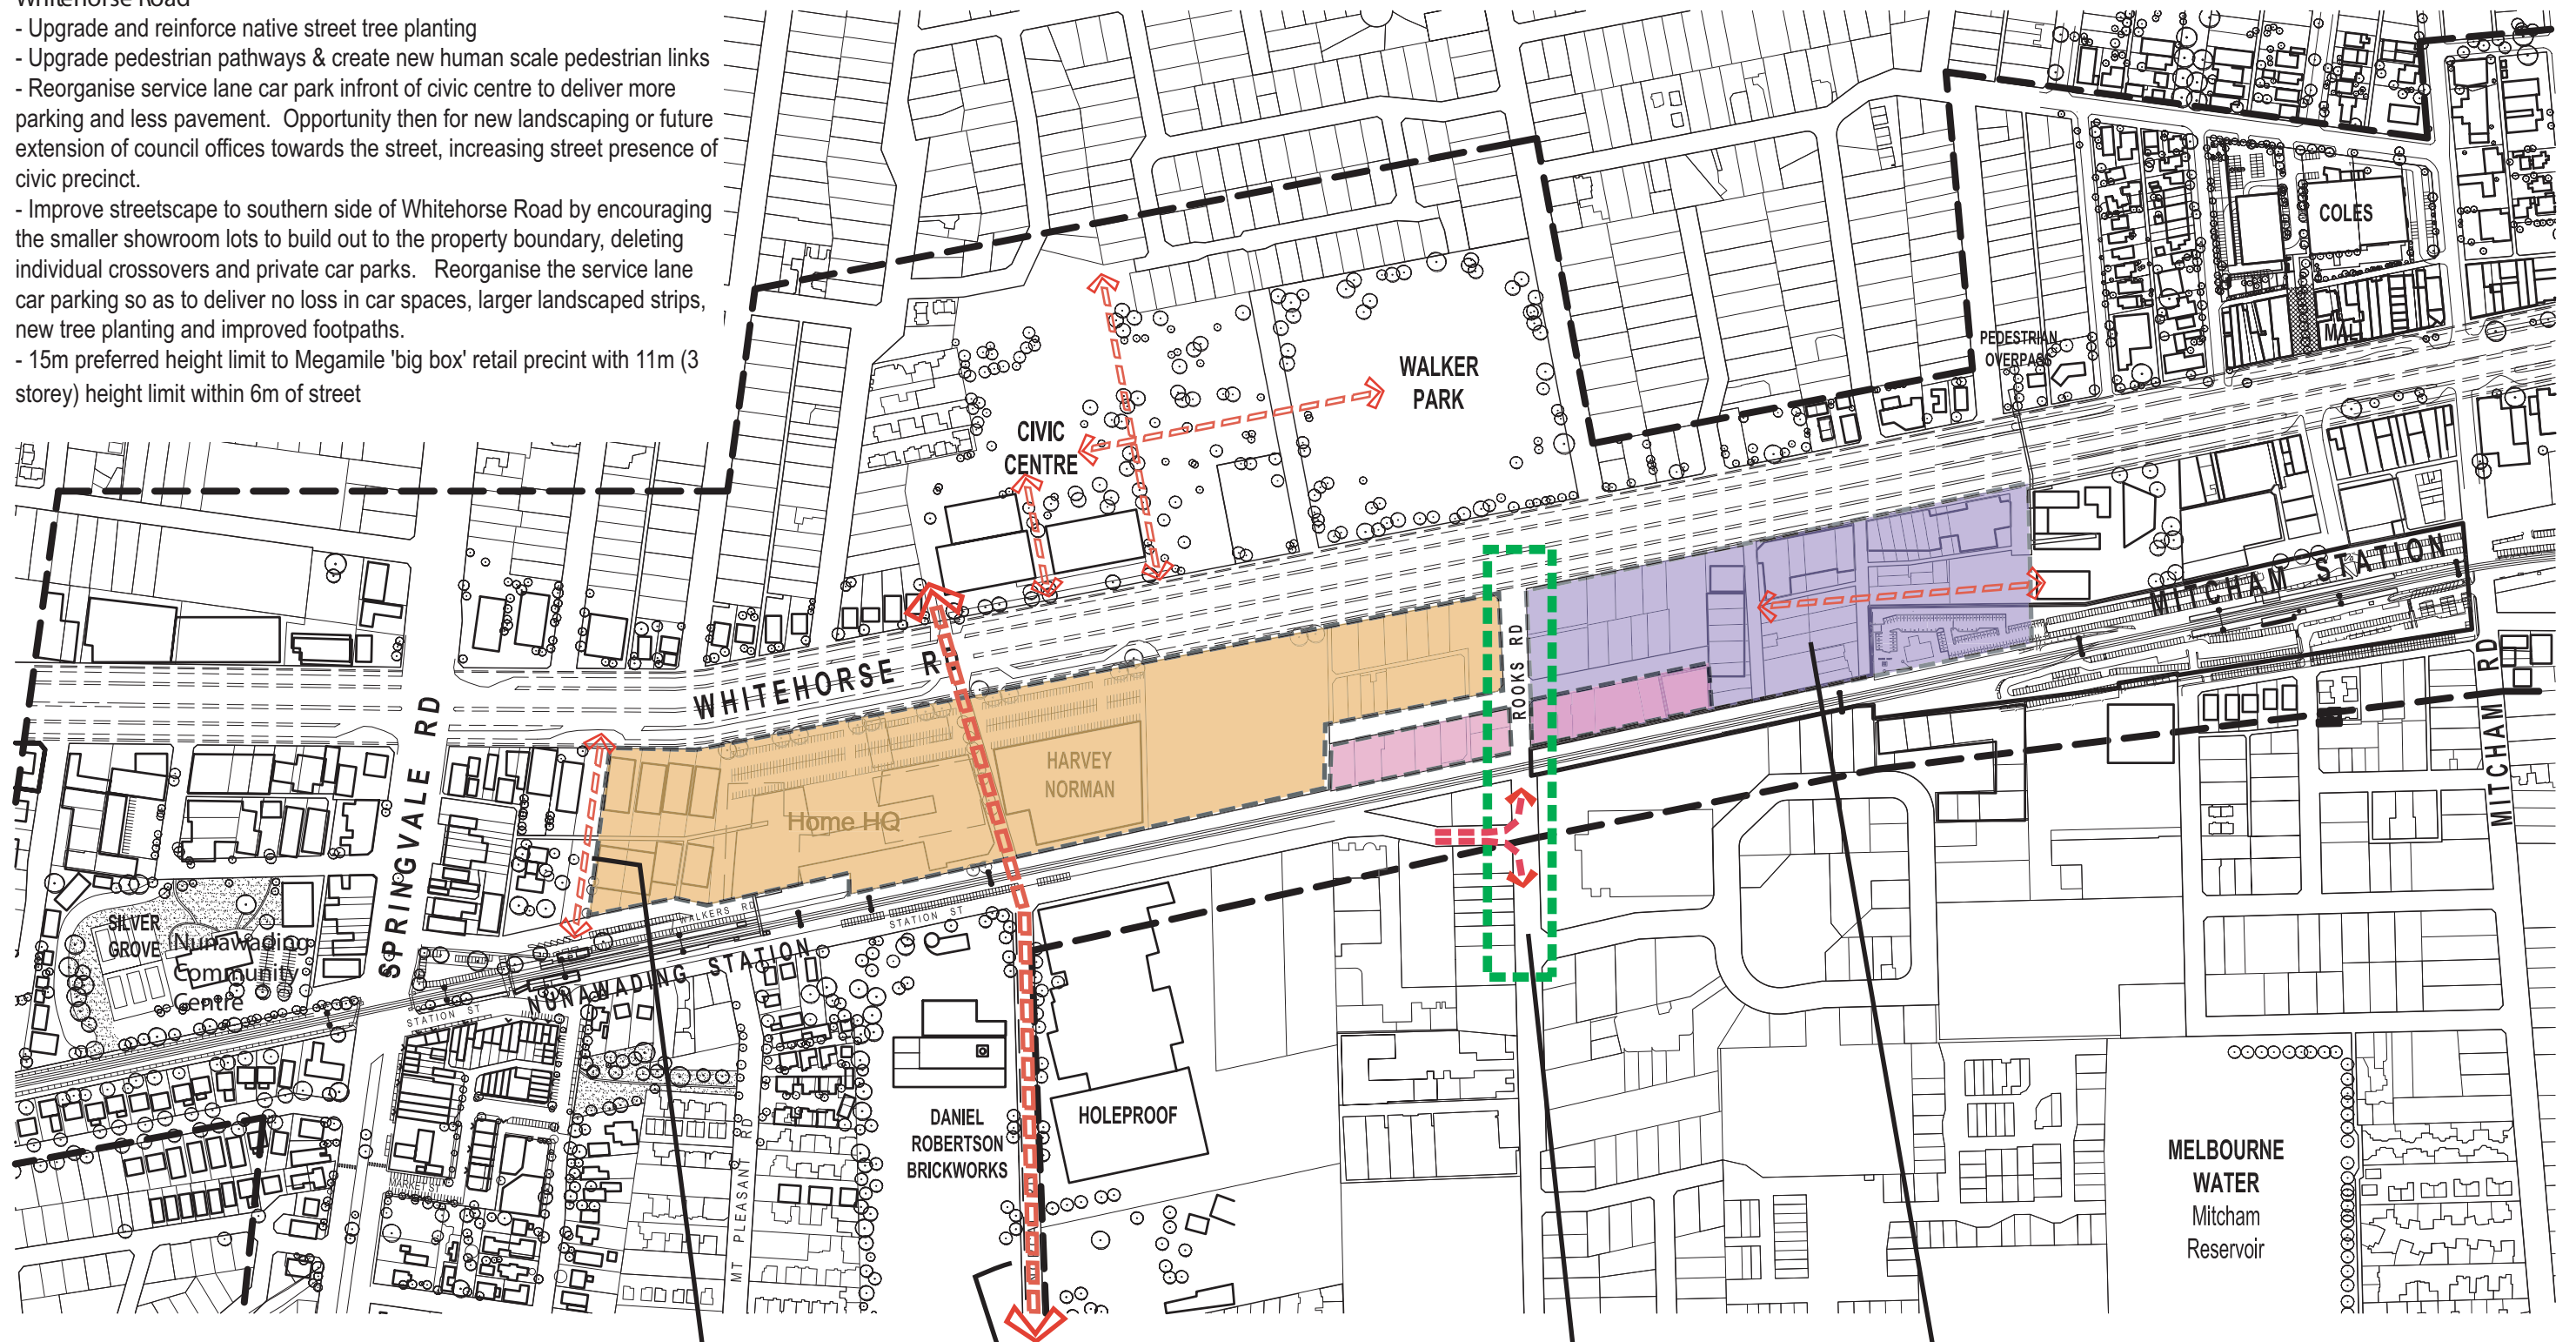 Whitehorse Road
- Upgrade and reinforce native street tree planting
- Upgrade pedestrian pathways & create new human scale pedestrian links
- Reorganise service lane car park infront of civic centre to deliver more
parking and less pavement. Opportunity then for new landscaping or future
extension of council offices towards the street, increasing street presence of
civic precinct.
- Improve streetscape to southern side of Whitehorse Road by encouraging
the smaller showroom lots to build out to the property boundary, deleting
individual crossovers and private car parks. Reorganise the service lane
car parking so as to deliver no loss in car spaces, larger landscaped strips,
new tree planting and improved footpaths.
- 15m preferred height limit to Megamile 'big box' retail precint with 11m (3
storey) height limit within 6m of street
COLES
MALL
PEDESTRIAN
OVERPASS
WALKER
PARK
CIVIC
CENTRE
MITCHAM STATION
WHITEHORSE RD
ROOKS RD
MITCHAM RD
SPRINGVALE RD
HARVEY
NORMAN
Home HQ
WALKERS RD
STATION ST
NUNAWADING STATION
SILVER
GROVE
Nunawading
Community
Centre
STATION ST
MT PLEASANT RD
DANIEL
ROBERTSON
BRICKWORKS
HOLEPROOF
MELBOURNE
WATER
Mitcham
Reservoir